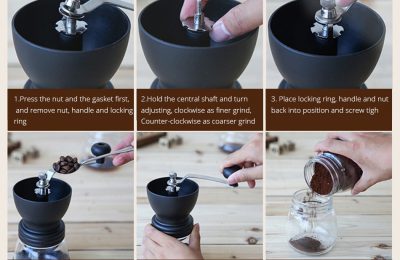 1.Press the nut and the gasket first,
and remove nut, handle and locking
ring
2.Hold the central shaft and turn
adjusting, clockwise as finer grind,
Counter-clockwise as coarser grind
3. Place locking ring, handle and nut
back into position and screw tigh